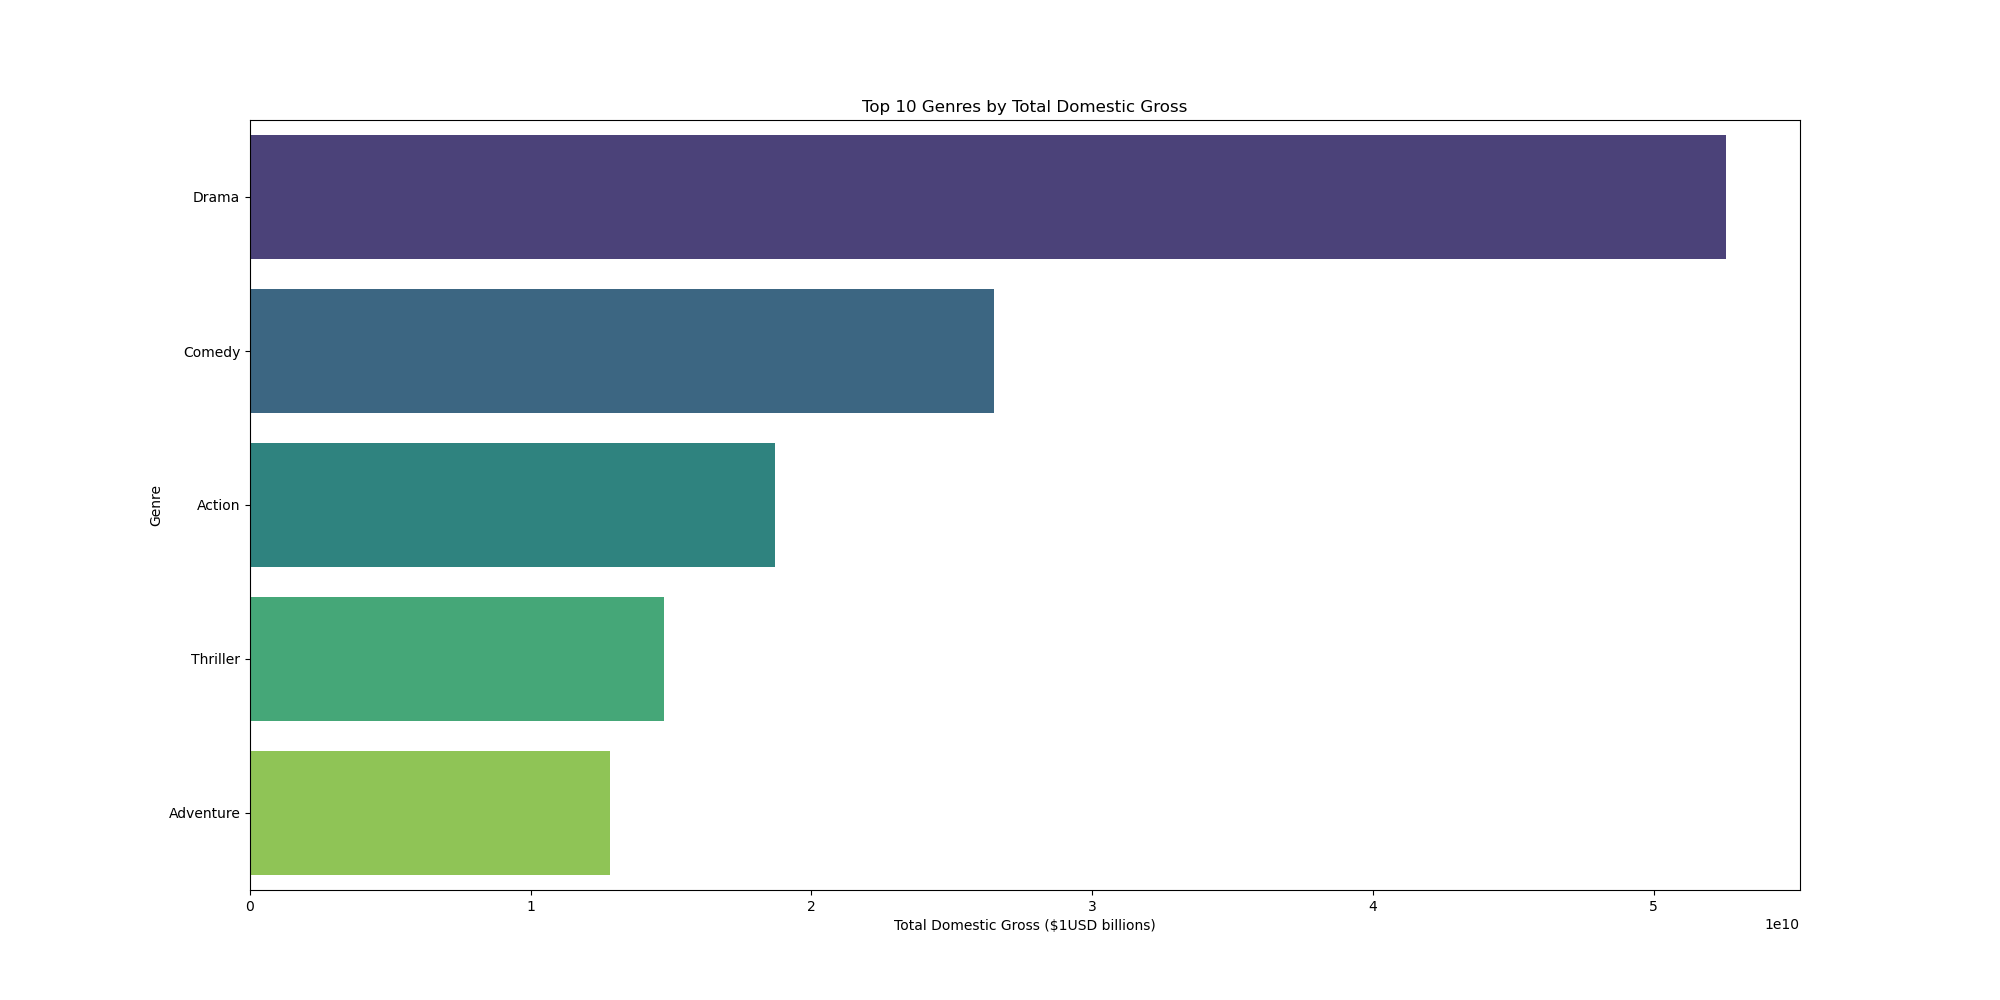 Top 10 Genres by Total Domestic Gross
Genre
Drama
Comedy
Action
Thriller
Adventure
0 1 2 3 4 5
Total Domestic Gross ($1USD billions)
1e10